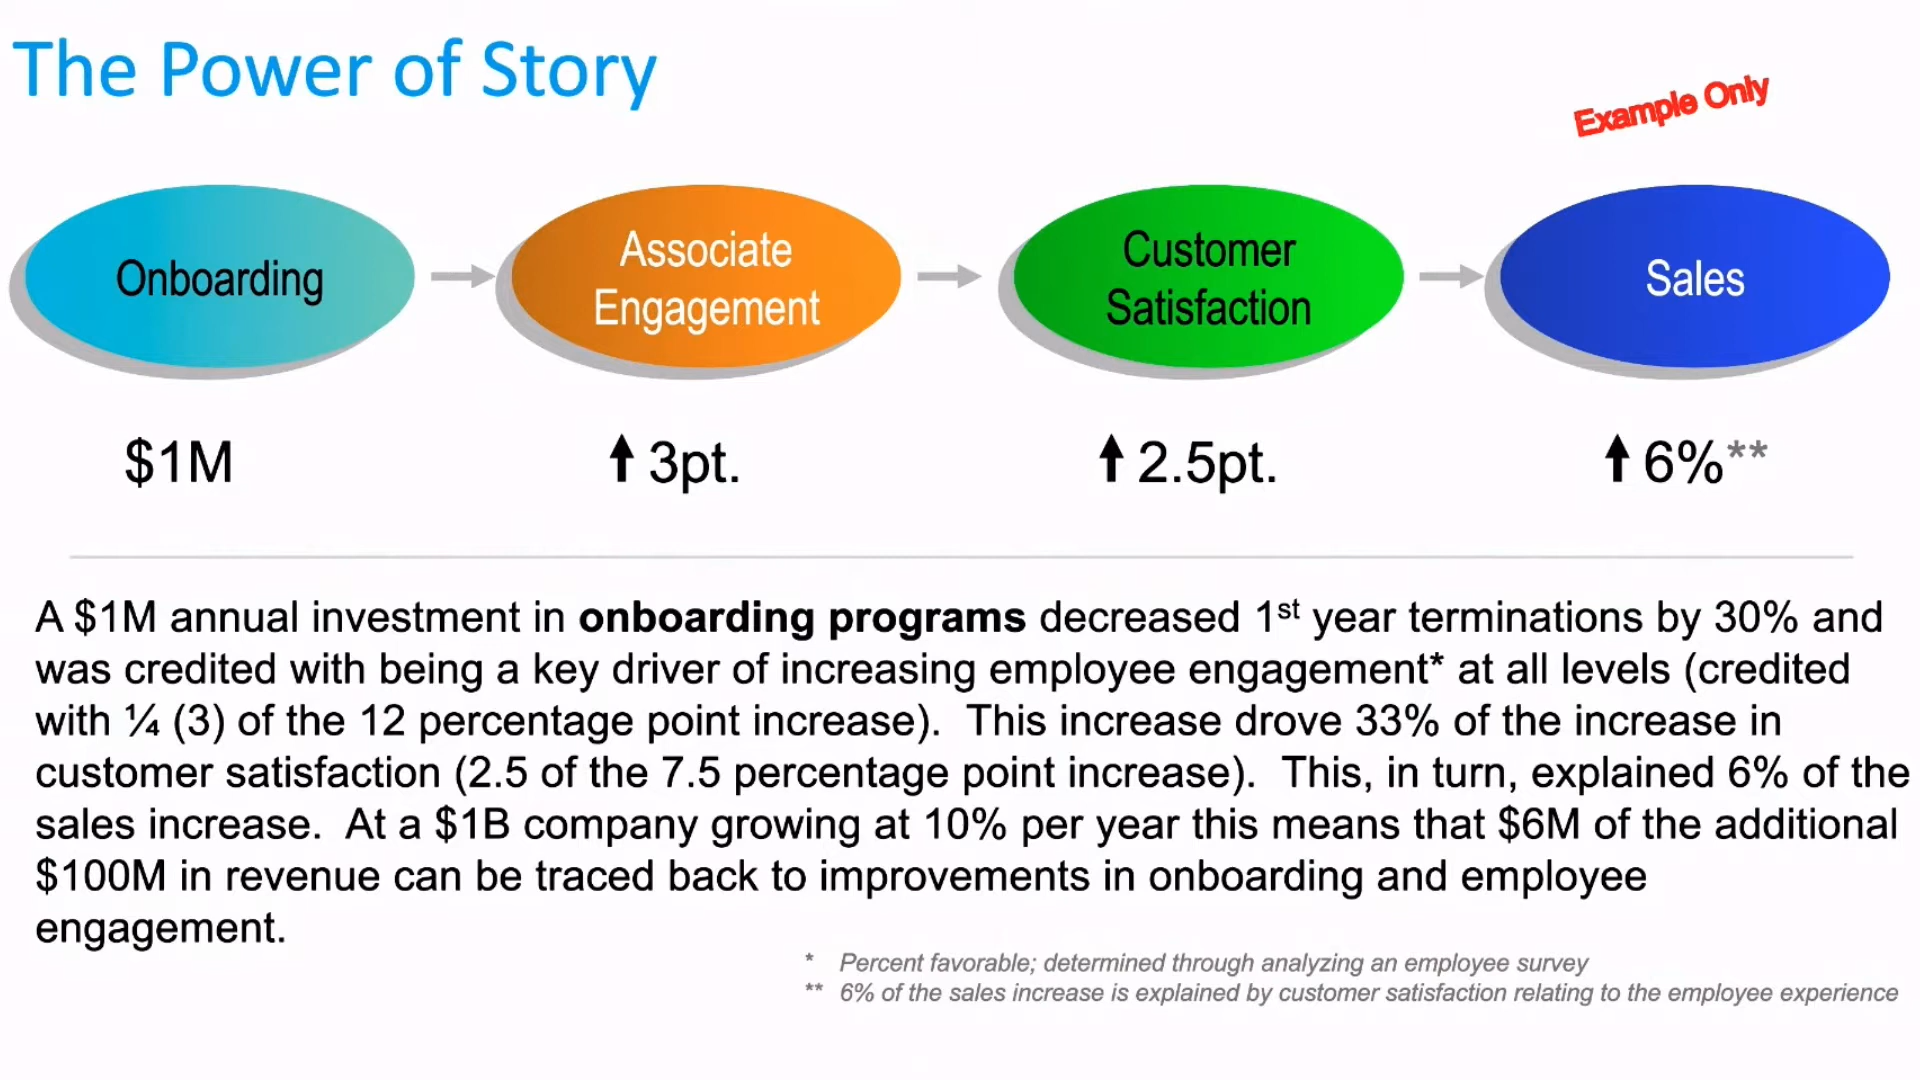 The Power of Story
Example Only
Onboarding
Associate
Engagement
Customer
Satisfaction
Sales
$1M
⬆ 3pt.
⬆ 2.5pt.
⬆ 6%**
A $1M annual investment in onboarding programs decreased 1st year terminations by 30% and
was credited with being a key driver of increasing employee engagement* at all levels (credited
with ¼ (3) of the 12 percentage point increase).  This increase drove 33% of the increase in
customer satisfaction (2.5 of the 7.5 percentage point increase).  This, in turn, explained 6% of the
sales increase.  At a $1B company growing at 10% per year this means that $6M of the additional
$100M in revenue can be traced back to improvements in onboarding and employee
engagement.
* Percent favorable; determined through analyzing an employee survey
** 6% of the sales increase is explained by customer satisfaction relating to the employee experience